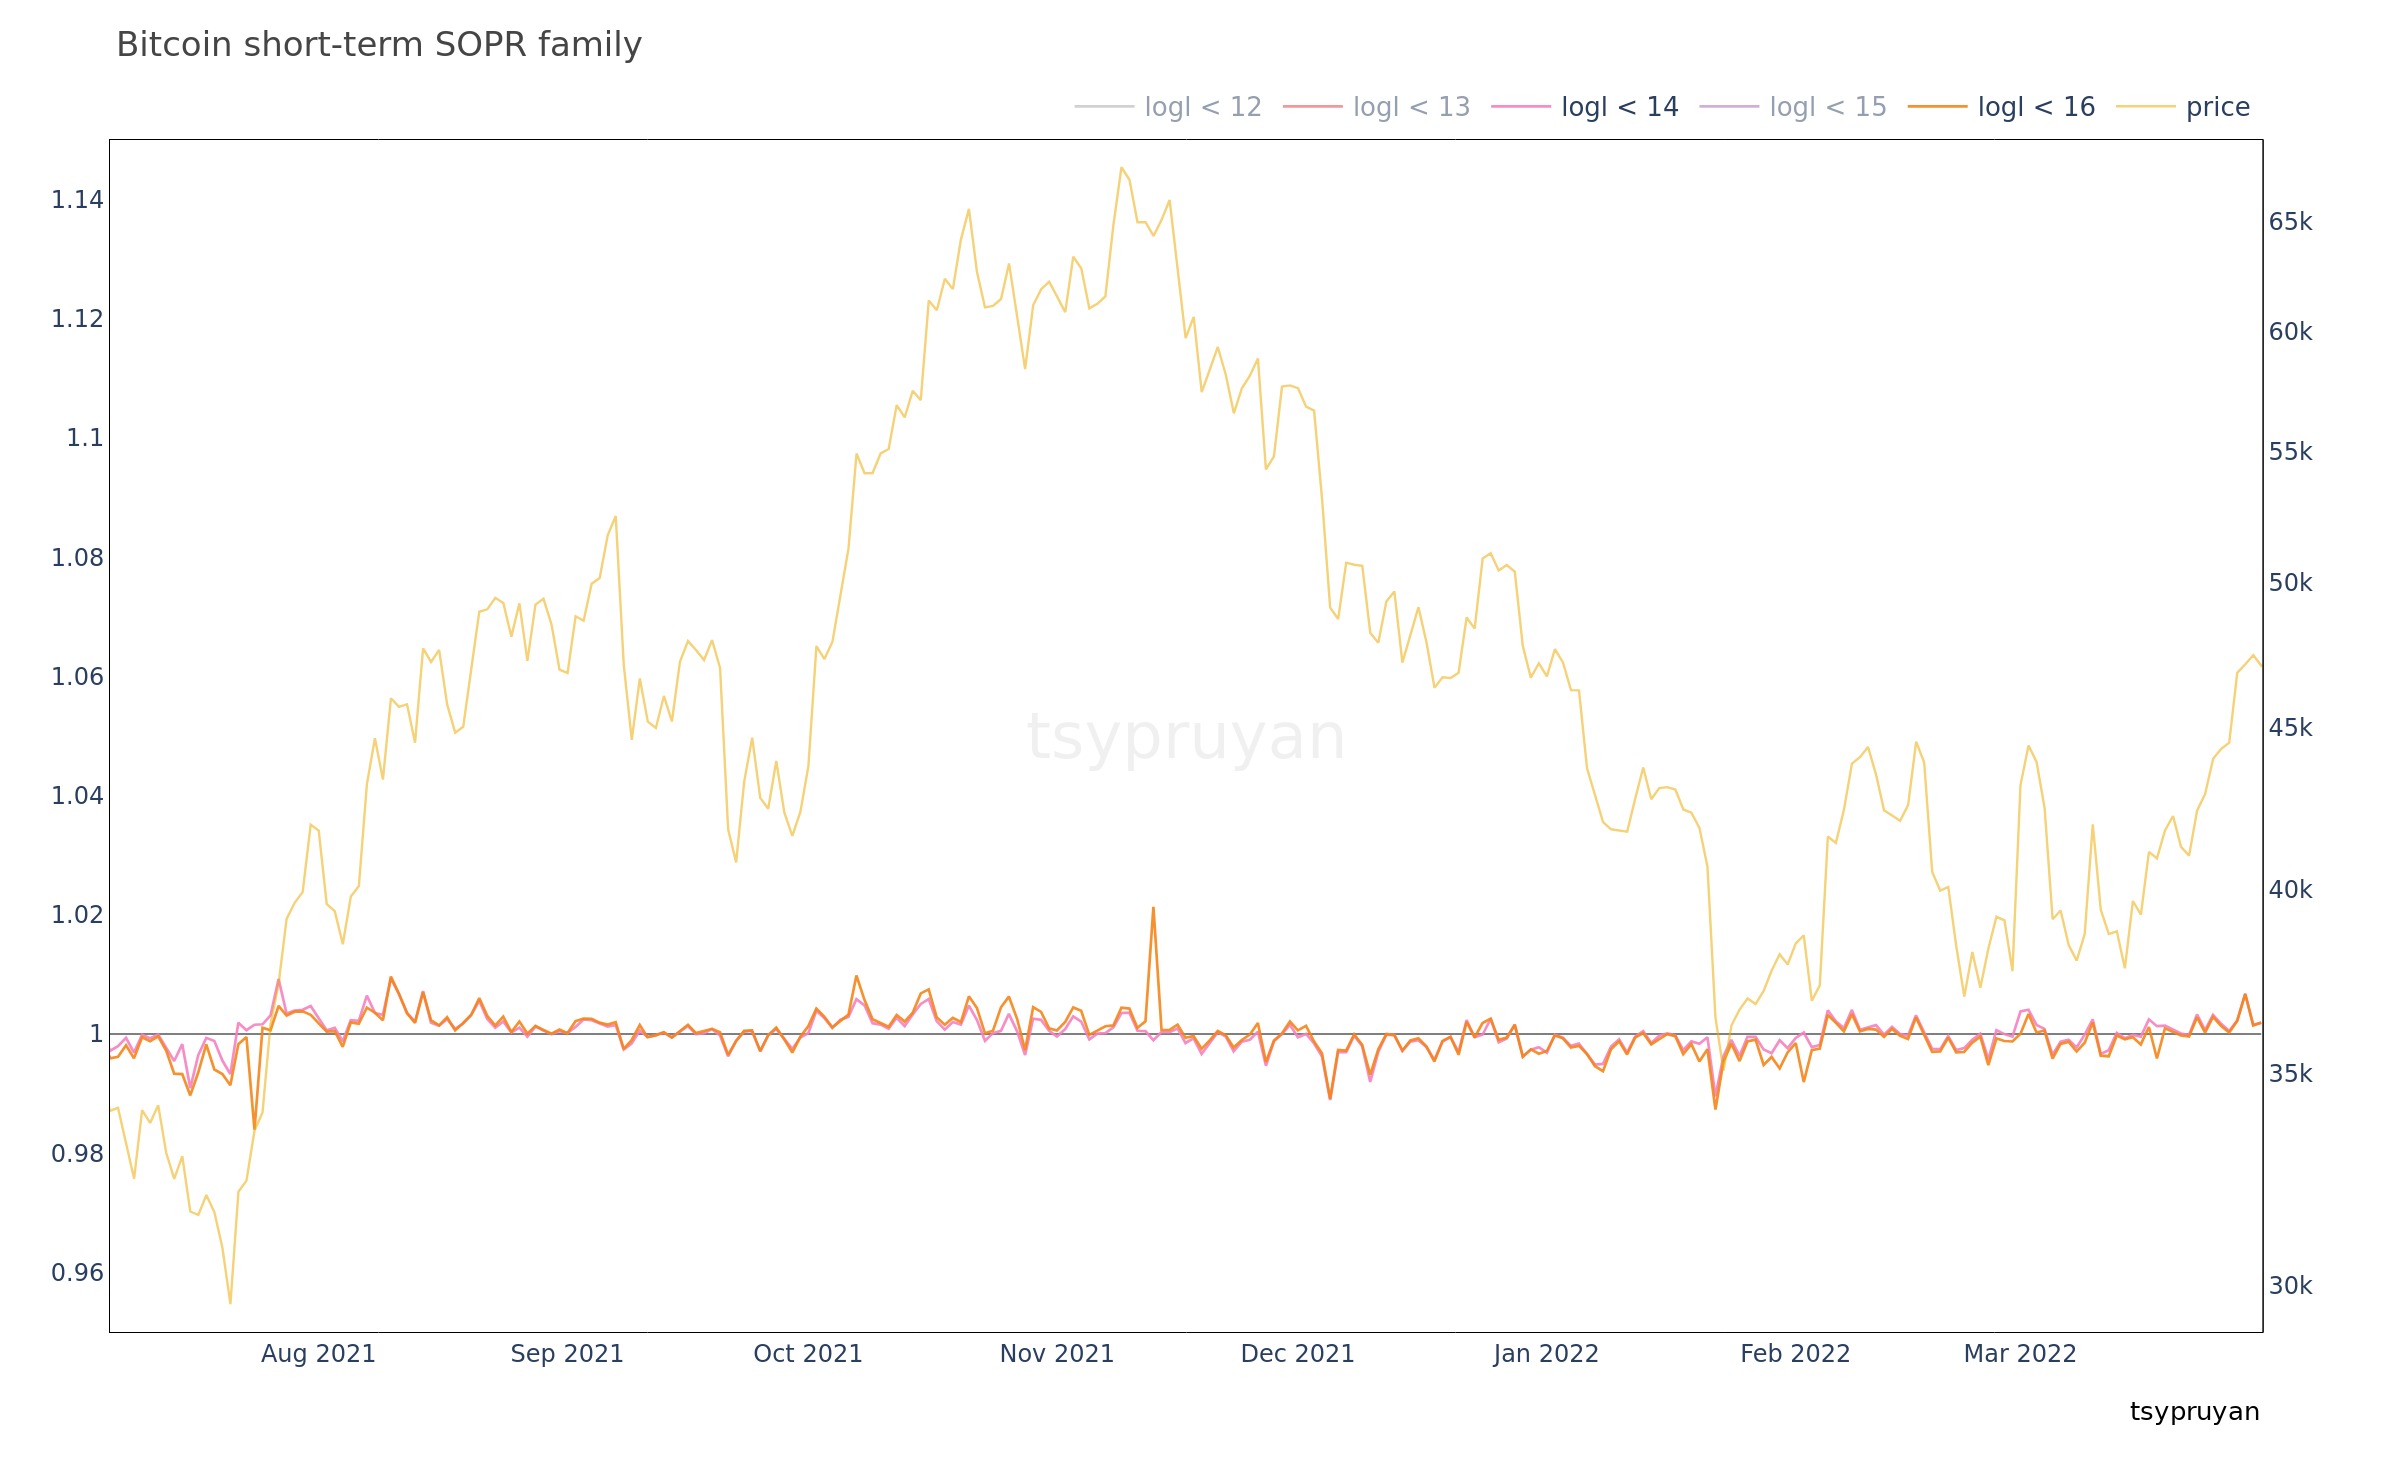 Bitcoin short-term SOPR family
logl < 12 logl < 13 logl < 14 logl < 15 logl < 16 price
1.14
1.12
1.1
1.08
1.06
1.04
1.02
1
0.98
0.96
65k
60k
55k
50k
45k
40k
35k
30k
tsypruyan
Aug 2021 Sep 2021 Oct 2021 Nov 2021 Dec 2021 Jan 2022 Feb 2022 Mar 2022
tsypruyan